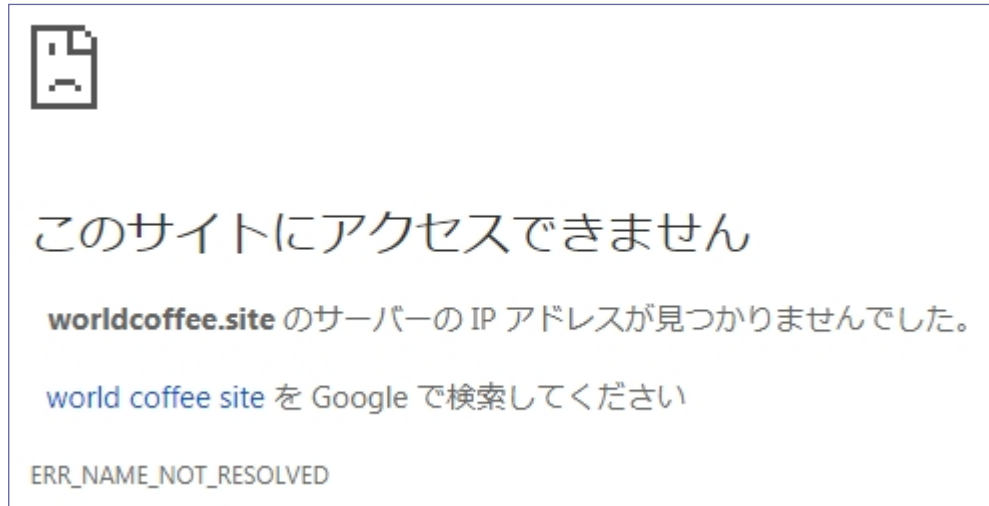 このサイトにアクセスできません
worldcoffee.site のサーバーの IP アドレスが見つかりませんでした。
world coffee site を Google で検索してください
ERR_NAME_NOT_RESOLVED